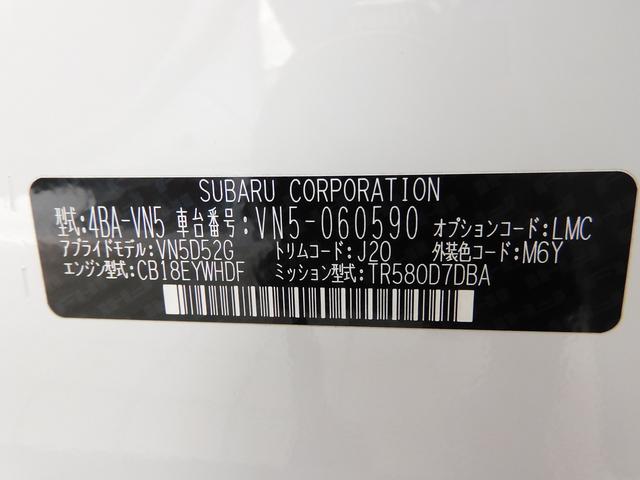 SUBARU CORPORATION
型式:4BA-VN5 車台番号:VN5-060590 オプションコード:LMC
アプライドモデル:VN5D52G トリムコード:J20 外装色コード:M6Y
エンジン型式:CB18EYWHDF ミッション型式:TR580D7DBA